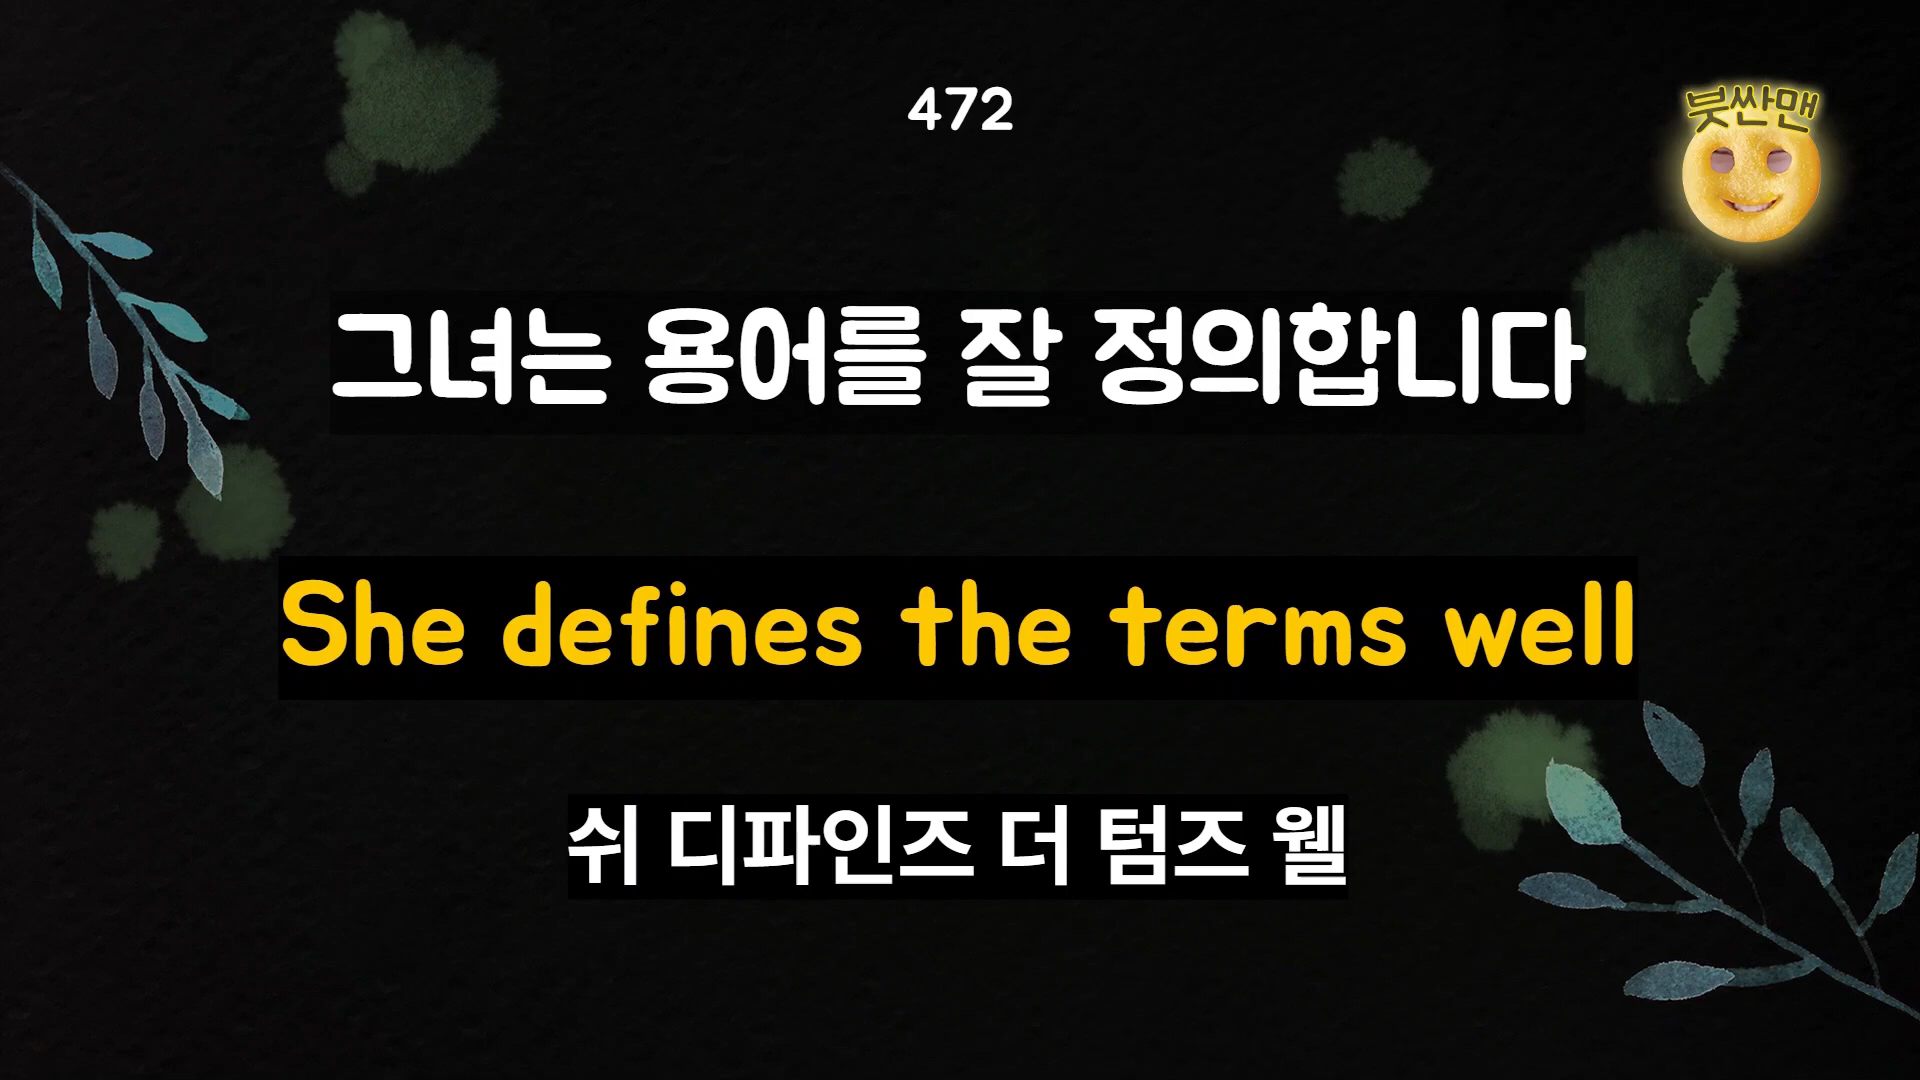 472
붓싼맨
그녀는 용어를 잘 정의합니다
She defines the terms well
쉬 디파인즈 더 텀즈 웰